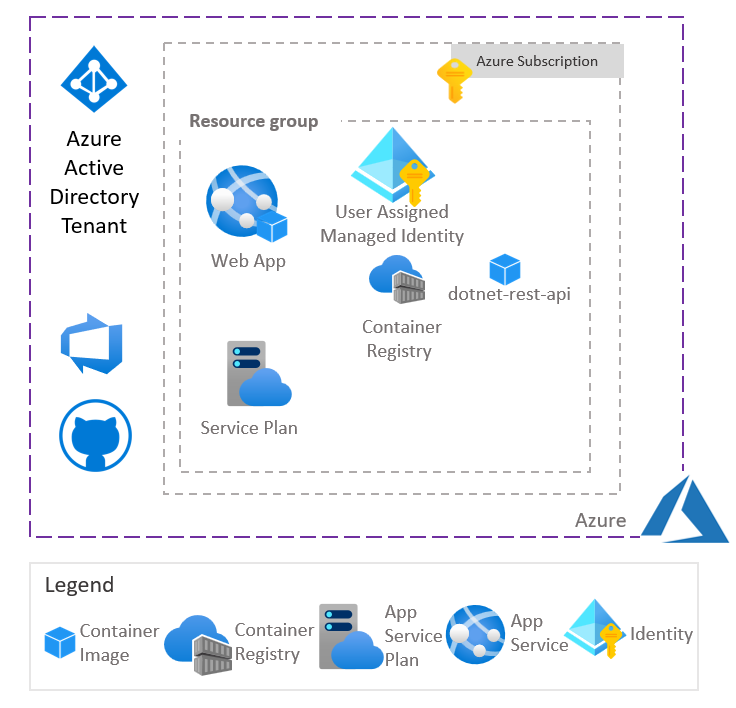 Azure Subscription
Azure
Active
Directory
Tenant
Resource group
User Assigned
Managed Identity
Web App
dotnet-rest-api
Container
Registry
Service Plan
Azure
Legend
Container
Image
Container
Registry
App
Service
Plan
App
Service
Identity